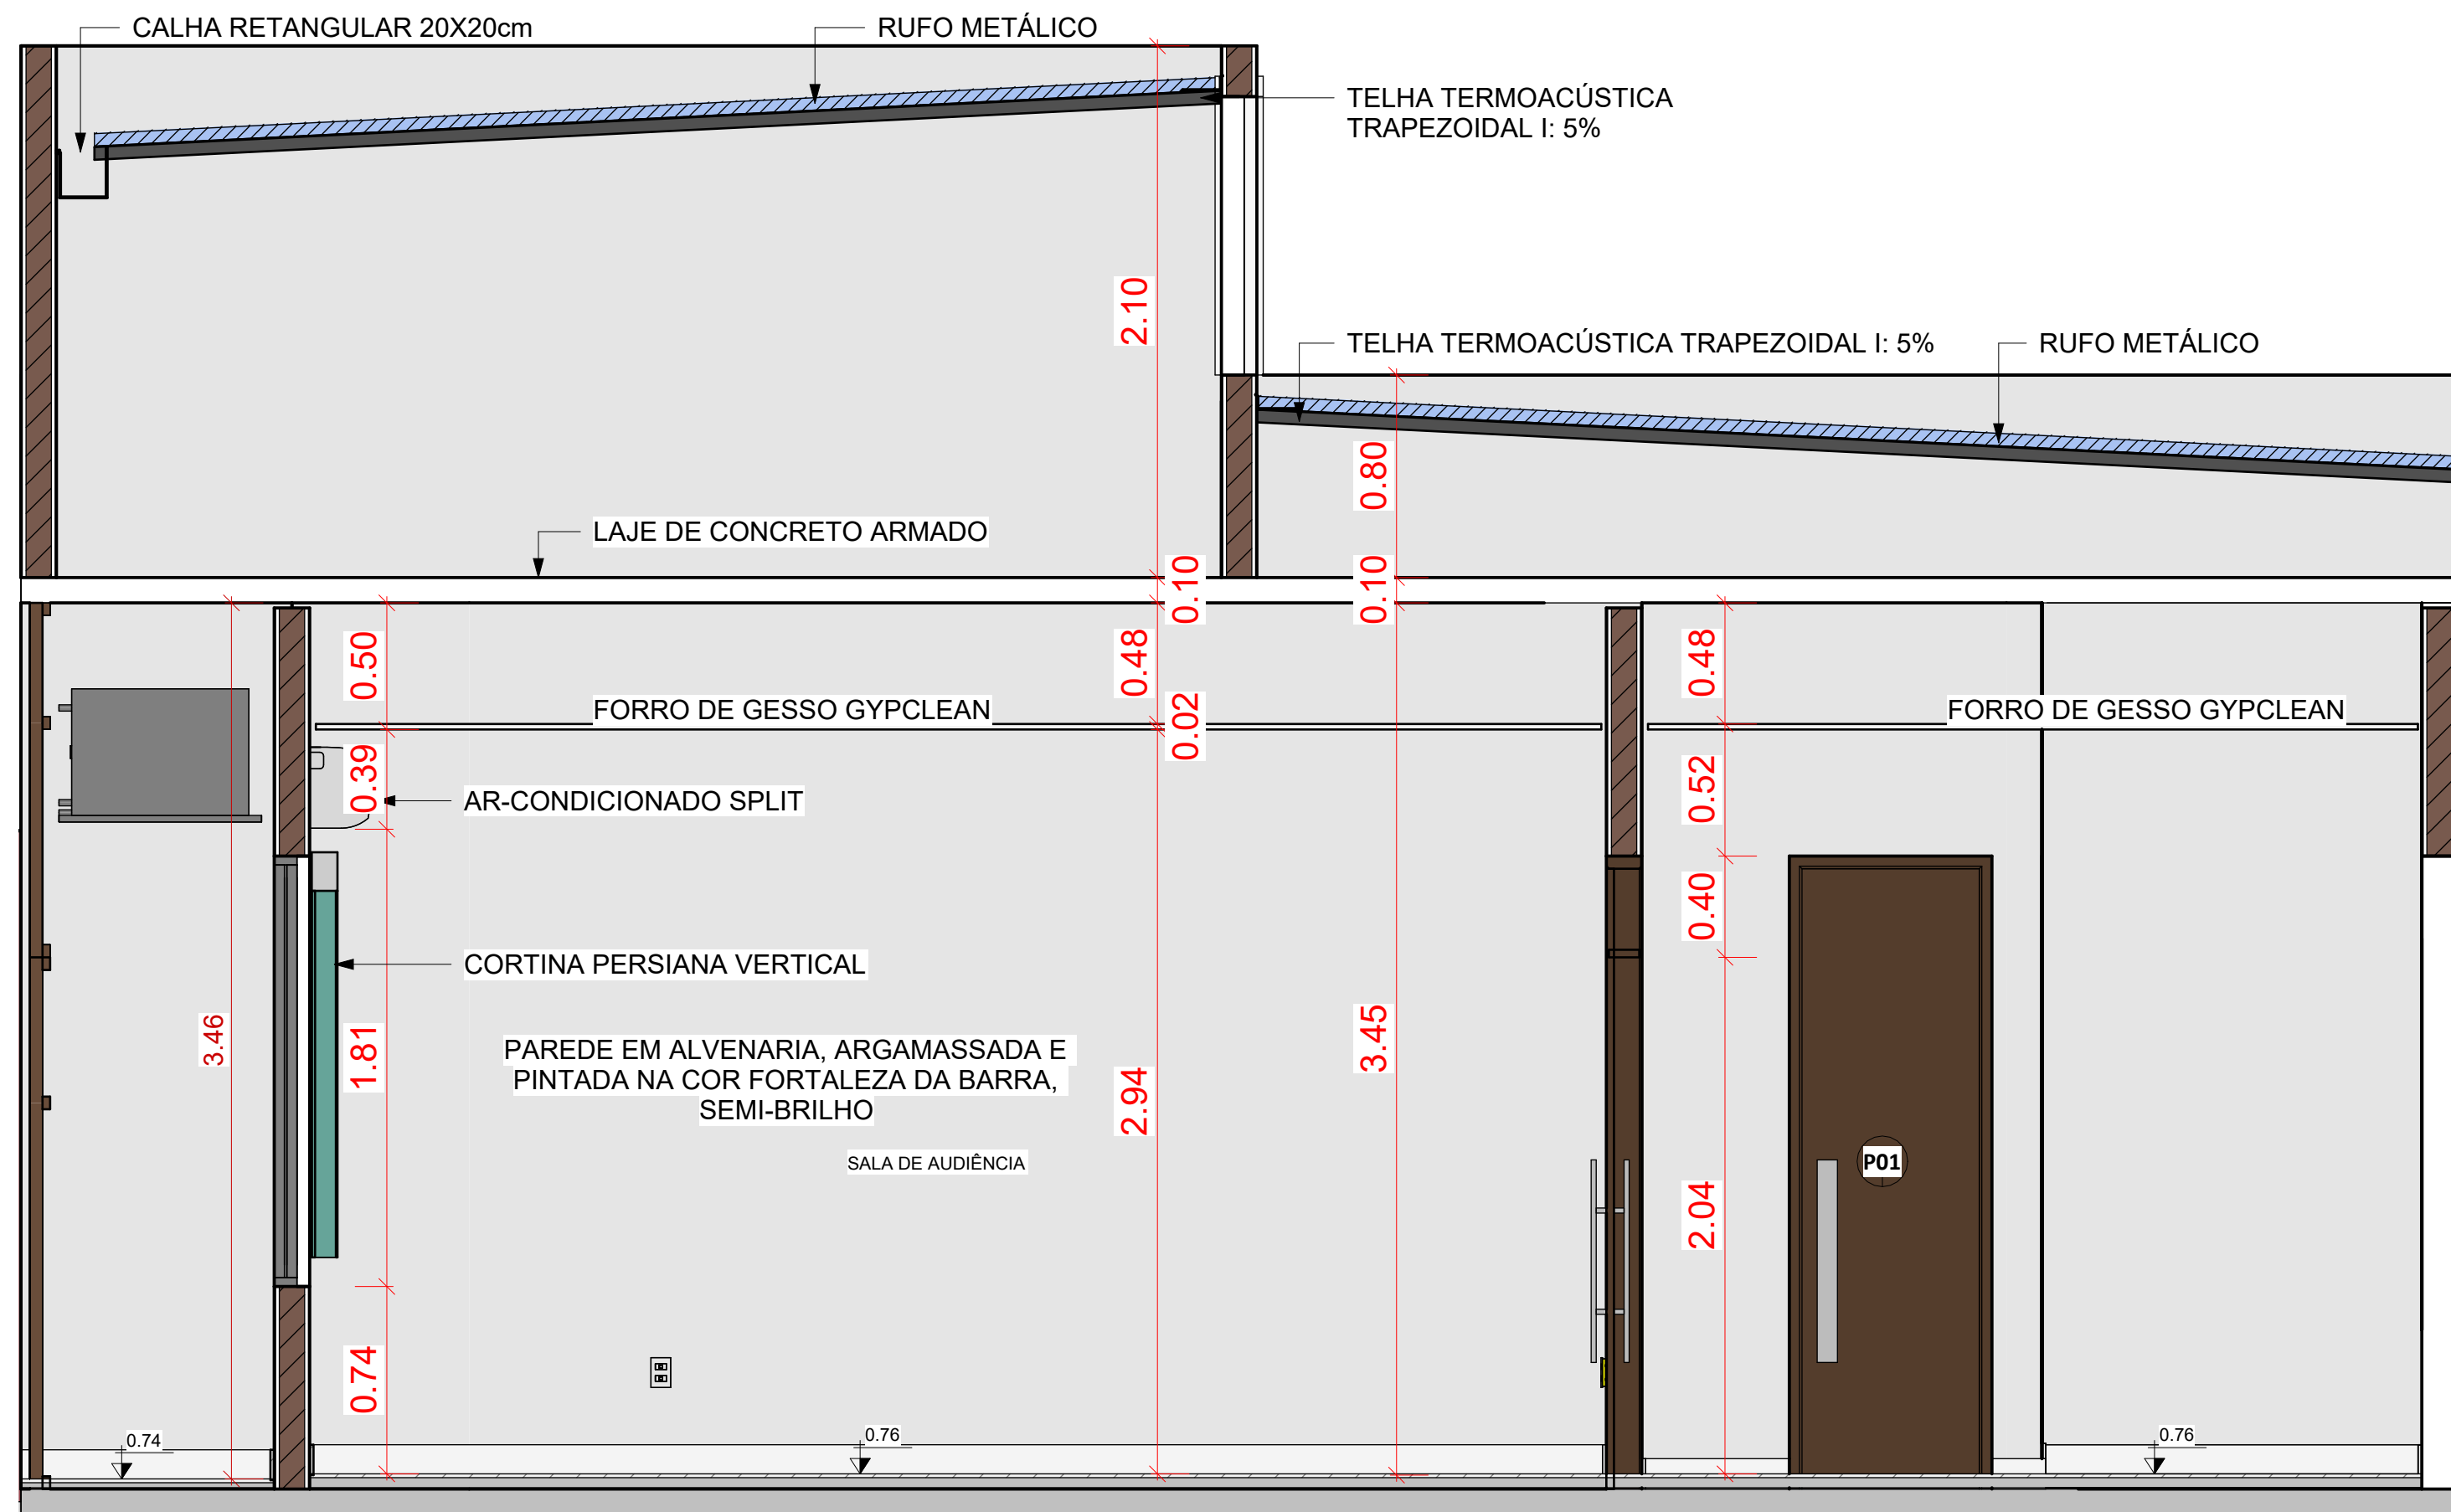 CALHA RETANGULAR 20X20cm
RUFO METÁLICO
TELHA TERMOACÚSTICA
TRAPEZOIDAL I: 5%
2.10
TELHA TERMOACÚSTICA TRAPEZOIDAL I: 5%
RUFO METÁLICO
0.80
LAJE DE CONCRETO ARMADO
0.10
0.10
0.50
0.48
0.48
FORRO DE GESSO GYPCLEAN
0.02
FORRO DE GESSO GYPCLEAN
0.39
AR-CONDICIONADO SPLIT
0.52
0.40
CORTINA PERSIANA VERTICAL
3.46
1.81
PAREDE EM ALVENARIA, ARGAMASSADA E
PINTADA NA COR FORTALEZA DA BARRA,
SEMI-BRILHO
2.94
3.45
SALA DE AUDIÊNCIA
P01
2.04
0.74
0.74
0.76
0.76